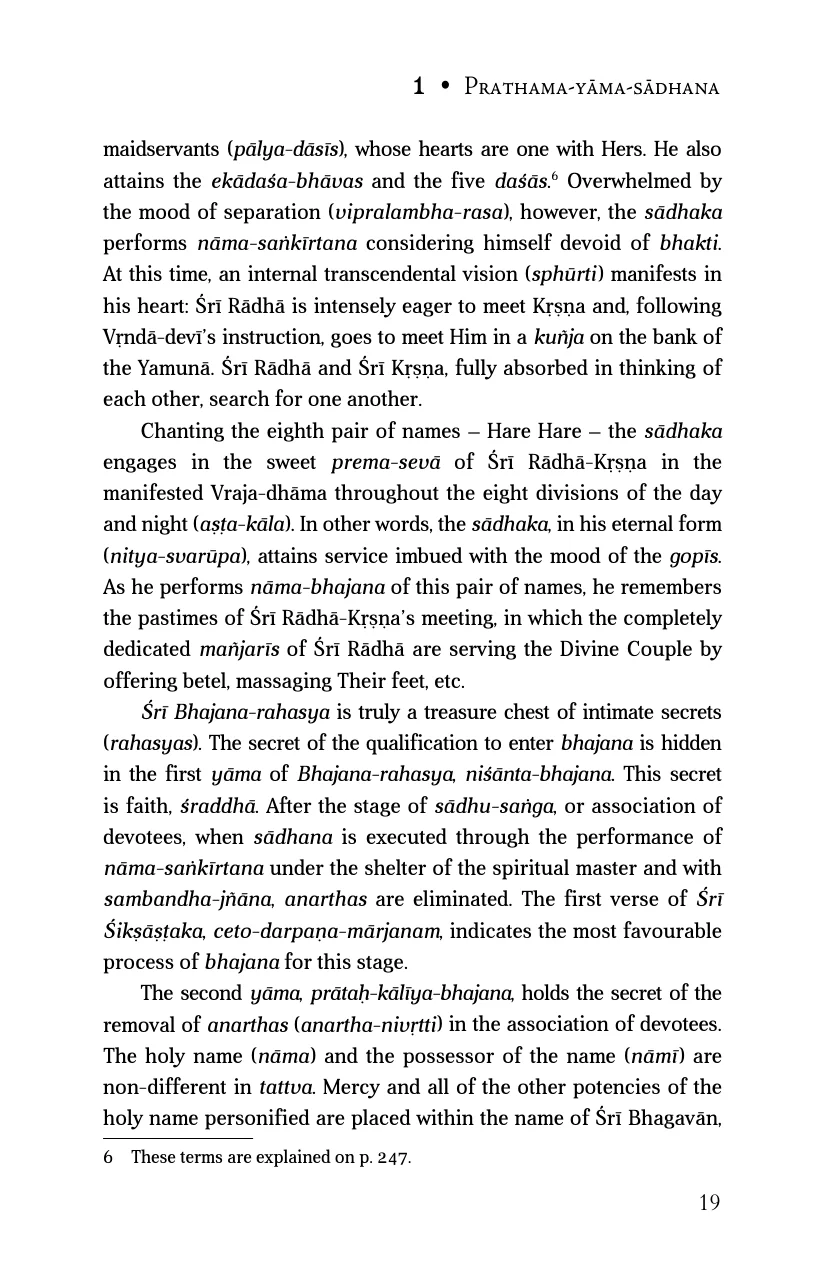 1 • Prathama-yāma-sādhana
maidservants (pālya-dāsīs), whose hearts are one with Hers. He also
attains the ekādaśa-bhāvas and the five daśās.6 Overwhelmed by
the mood of separation (vipralambha-rasa), however, the sādhaka
performs nāma-saṅkīrtana considering himself devoid of bhakti.
At this time, an internal transcendental vision (sphūrti) manifests in
his heart: Śrī Rādhā is intensely eager to meet Kṛṣṇa and, following
Vṛndā-devī’s instruction, goes to meet Him in a kuñja on the bank of
the Yamunā. Śrī Rādhā and Śrī Kṛṣṇa, fully absorbed in thinking of
each other, search for one another.
Chanting the eighth pair of names – Hare Hare – the sādhaka
engages in the sweet prema-sevā of Śrī Rādhā-Kṛṣṇa in the
manifested Vraja-dhāma throughout the eight divisions of the day
and night (aṣṭa-kāla). In other words, the sādhaka, in his eternal form
(nitya-svarūpa), attains service imbued with the mood of the gopīs.
As he performs nāma-bhajana of this pair of names, he remembers
the pastimes of Śrī Rādhā-Kṛṣṇa’s meeting, in which the completely
dedicated mañjarīs of Śrī Rādhā are serving the Divine Couple by
offering betel, massaging Their feet, etc.
Śrī Bhajana-rahasya is truly a treasure chest of intimate secrets
(rahasyas). The secret of the qualification to enter bhajana is hidden
in the first yāma of Bhajana-rahasya, niśānta-bhajana. This secret
is faith, śraddhā. After the stage of sādhu-saṅga, or association of
devotees, when sādhana is executed through the performance of
nāma-saṅkīrtana under the shelter of the spiritual master and with
sambandha-jñāna, anarthas are eliminated. The first verse of Śrī
Śikṣāṣṭaka, ceto-darpaṇa-mārjanam, indicates the most favourable
process of bhajana for this stage.
The second yāma, prātaḥ-kālīya-bhajana, holds the secret of the
removal of anarthas (anartha-nivṛtti) in the association of devotees.
The holy name (nāma) and the possessor of the name (nāmī) are
non-different in tattva. Mercy and all of the other potencies of the
holy name personified are placed within the name of Śrī Bhagavān,
6 These terms are explained on p. 247.
19